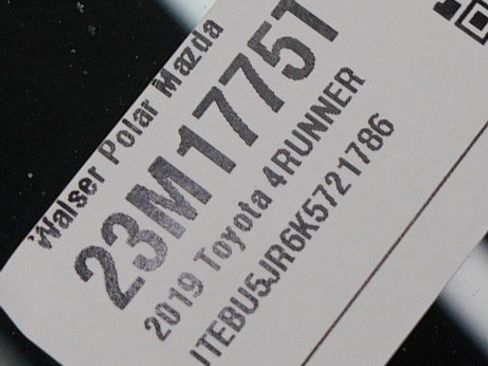 Walser Polar Mazda
23M1775T
2019 Toyota 4RUNNER
JTEBU5JR6K5721786